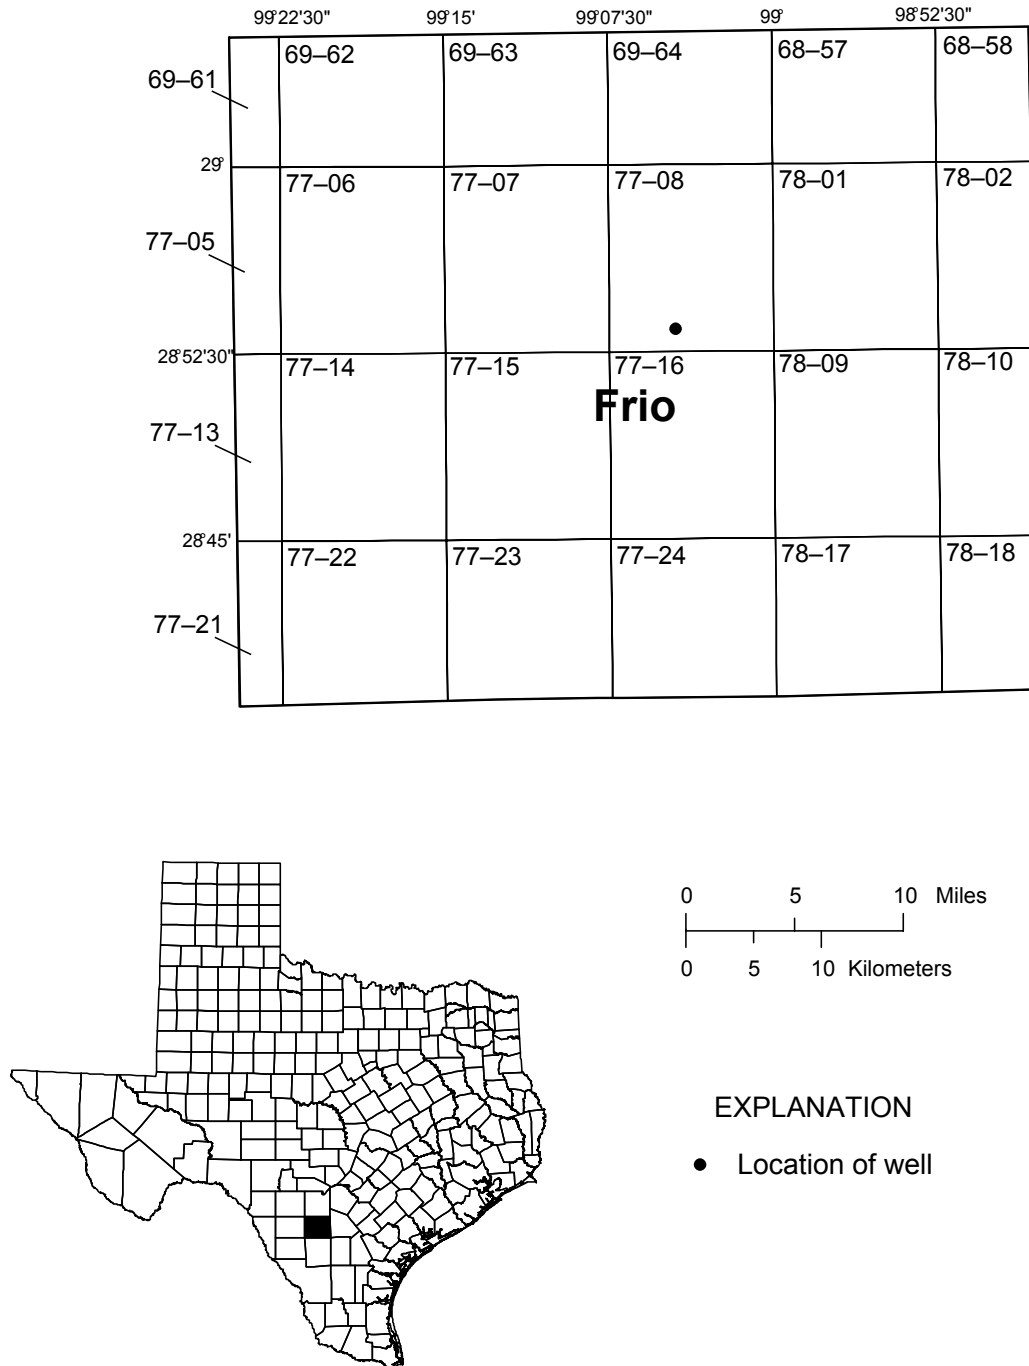 99°22'30" 99°15' 99°07'30" 99° 98°52'30"
69–62 69–63 69–64 68–57 68–58
69–61
29°
77–06 77–07 77–08 78–01 78–02
77–05
28°52'30"
77–14 77–15 77–16 78–09 78–10
Frio
77–13
28°45'
77–22 77–23 77–24 78–17 78–18
77–21
0 5 10 Miles
0 5 10 Kilometers
EXPLANATION
Location of well